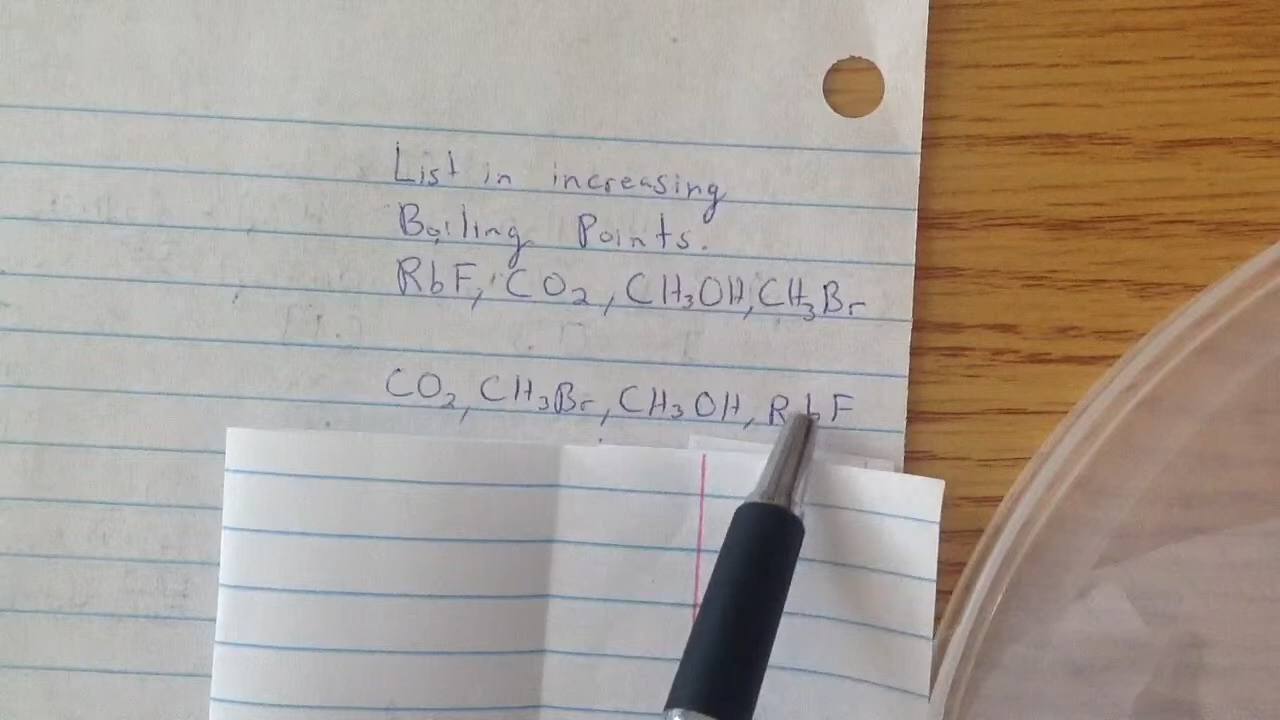 List in increasing
Boiling Points.
RbF, CO₂, CH₃OH, CH₃Br
CO₂, CH₃Br, CH₃OH, RbF